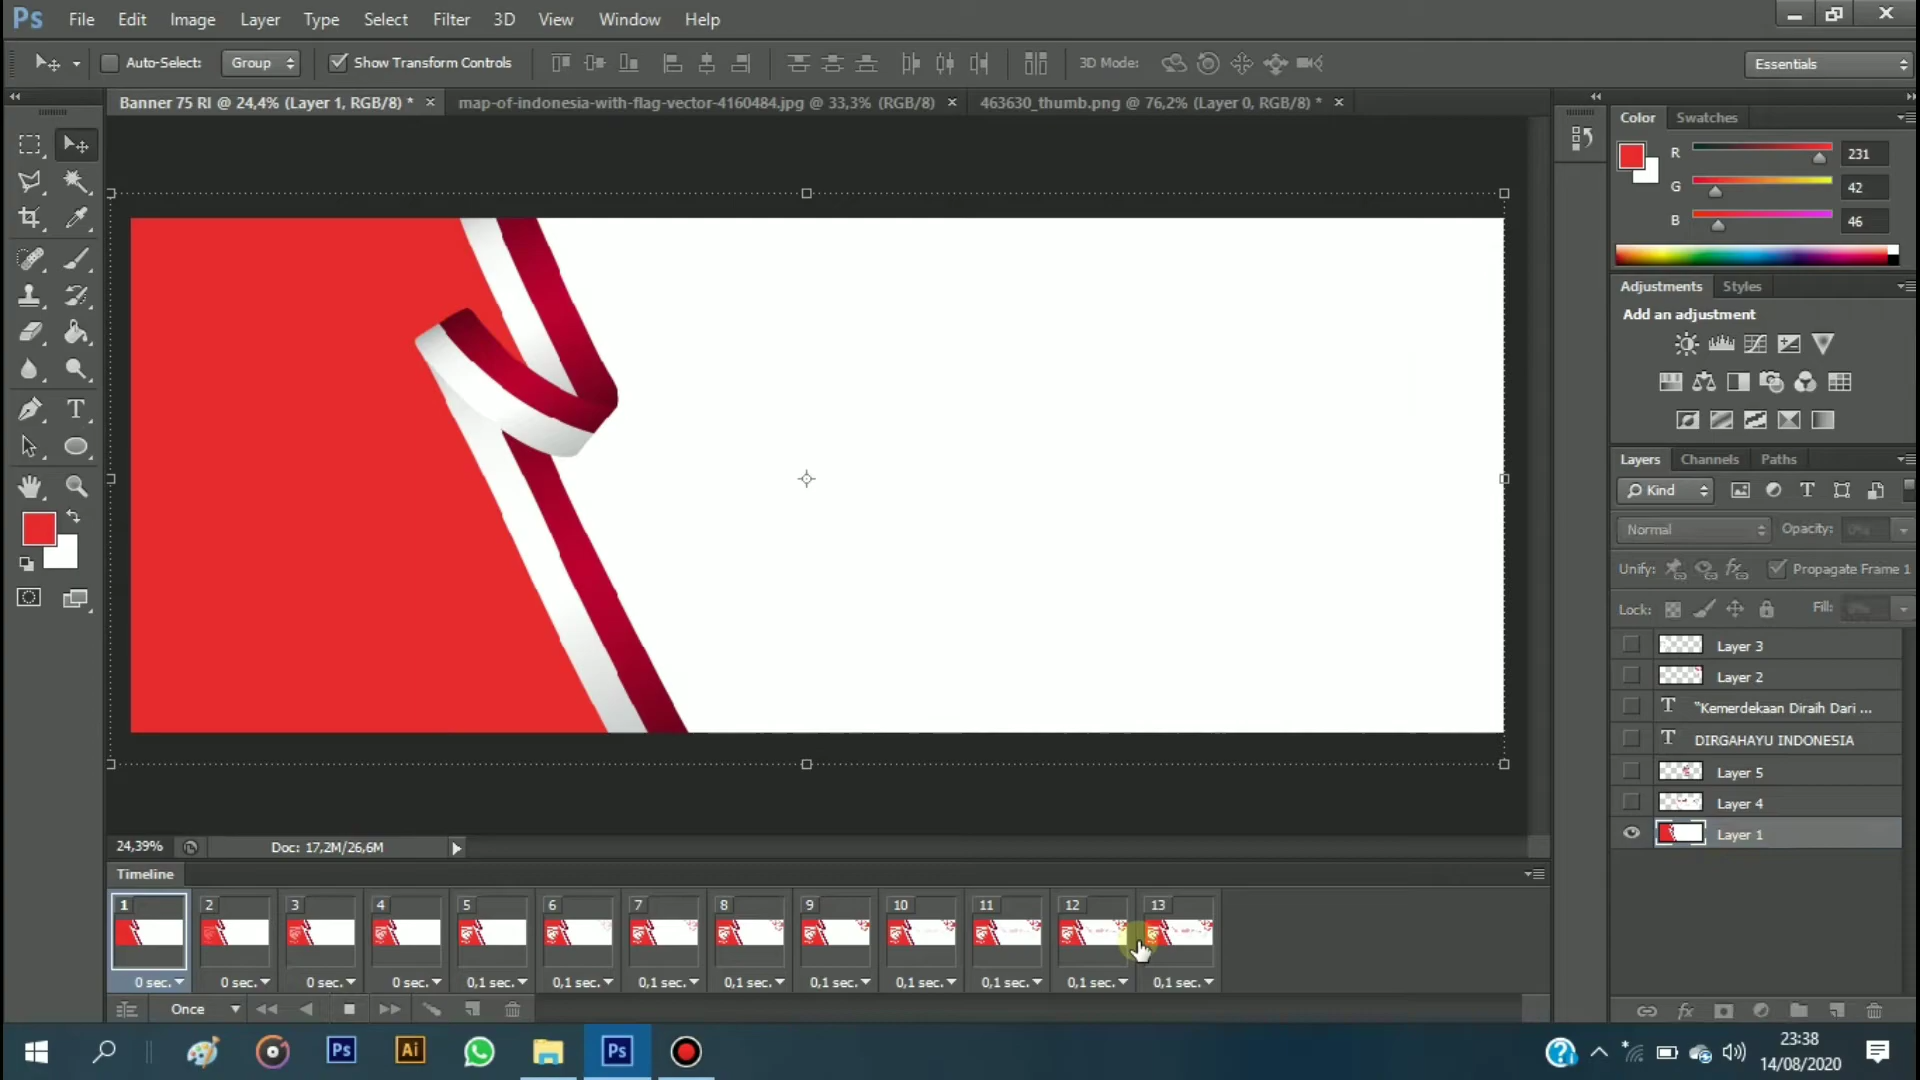 Ps File Edit Image Layer Type Select Filter 3D View Window Help
Auto-Select: Group Show Transform Controls 3D Mode: Essentials
Banner 75 RI @ 24,4% (Layer 1, RGB/8) * × map-of-indonesia-with-flag-vector-4160484.jpg @ 33,3% (RGB/8) × 463630_thumb.png @ 76,2% (Layer 0, RGB/8) * ×
Color Swatches
R 231
G 42
B 46
Adjustments Styles
Add an adjustment
Layers Channels Paths
Kind T
Normal Opacity: 0%
Unify: Propagate Frame 1
Lock: Fill: 0%
Layer 3
Layer 2
T "Kemerdekaan Diraih Dari ...
T DIRGAHAYU INDONESIA
Layer 5
Layer 4
Layer 1
24,39% Doc: 17,2M/26,6M
Timeline
1 2 3 4 5 6 7 8 9 10 11 12 13
0 sec. 0 sec. 0 sec. 0 sec. 0,1 sec. 0,1 sec. 0,1 sec. 0,1 sec. 0,1 sec. 0,1 sec. 0,1 sec. 0,1 sec. 0,1 sec.
Once
fx
Ps Ai Ps
23:38
14/08/2020